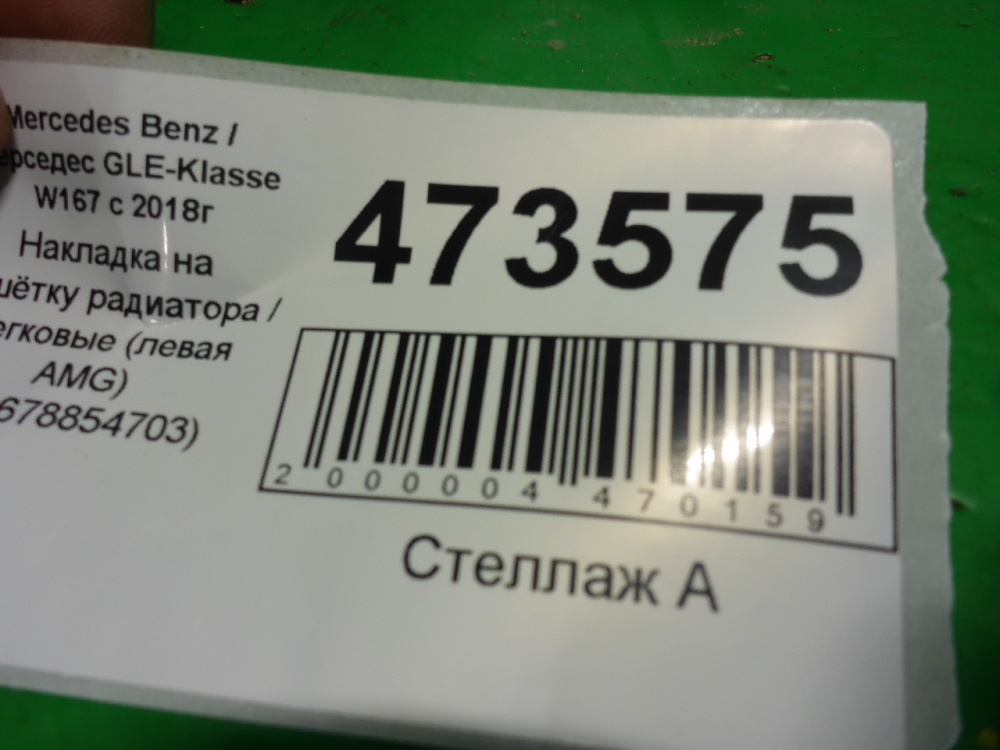 Mercedes Benz /
ерседес GLE-Klasse
W167 с 2018г
Накладка на
шётку радиатора /
егковые (левая
AMG)
678854703)
473575
2 000004 470159
Стеллаж А